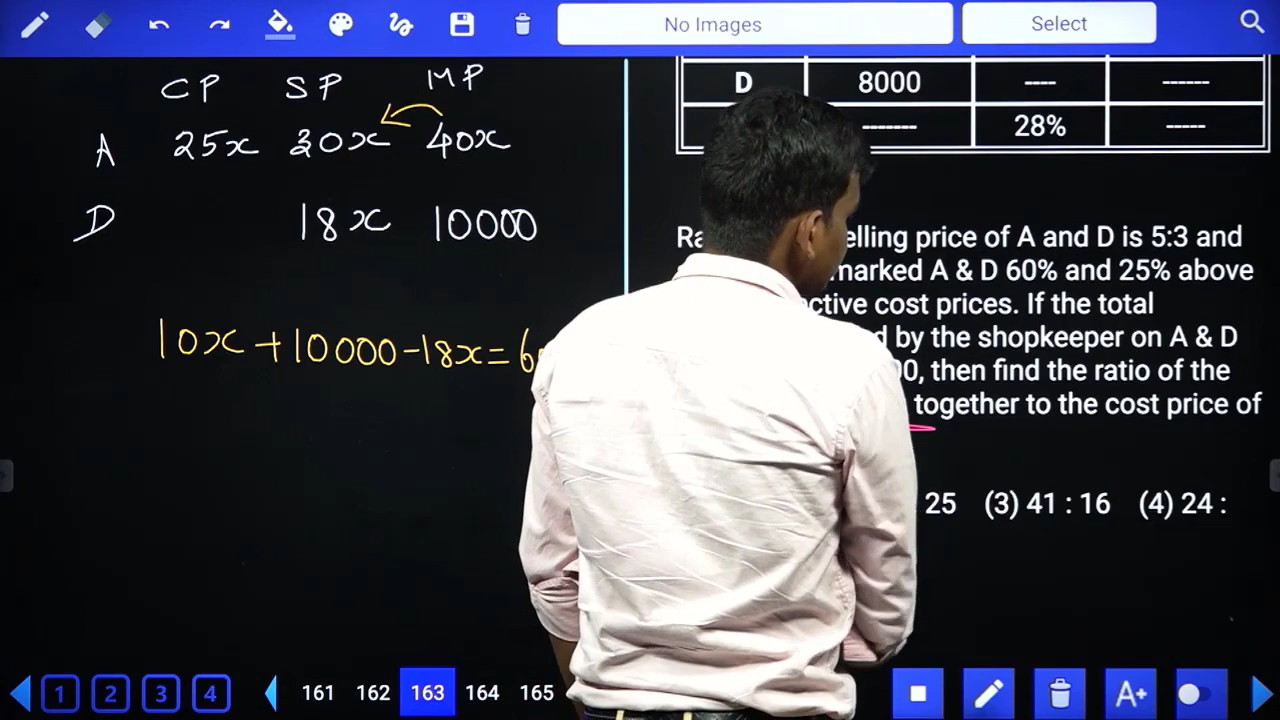 No Images
Select
CP SP MP
A 25x 30x 40x
D 18x 10000
10x + 10000 - 18x = 6
D 8000 ---- ------
------- 28% -----
elling price of A and D is 5:3 and
marked A & D 60% and 25% above
ctive cost prices. If the total
d by the shopkeeper on A & D
00, then find the ratio of the
together to the cost price of
25 (3) 41 : 16 (4) 24 :
1 2 3 4 161 162 163 164 165 A+